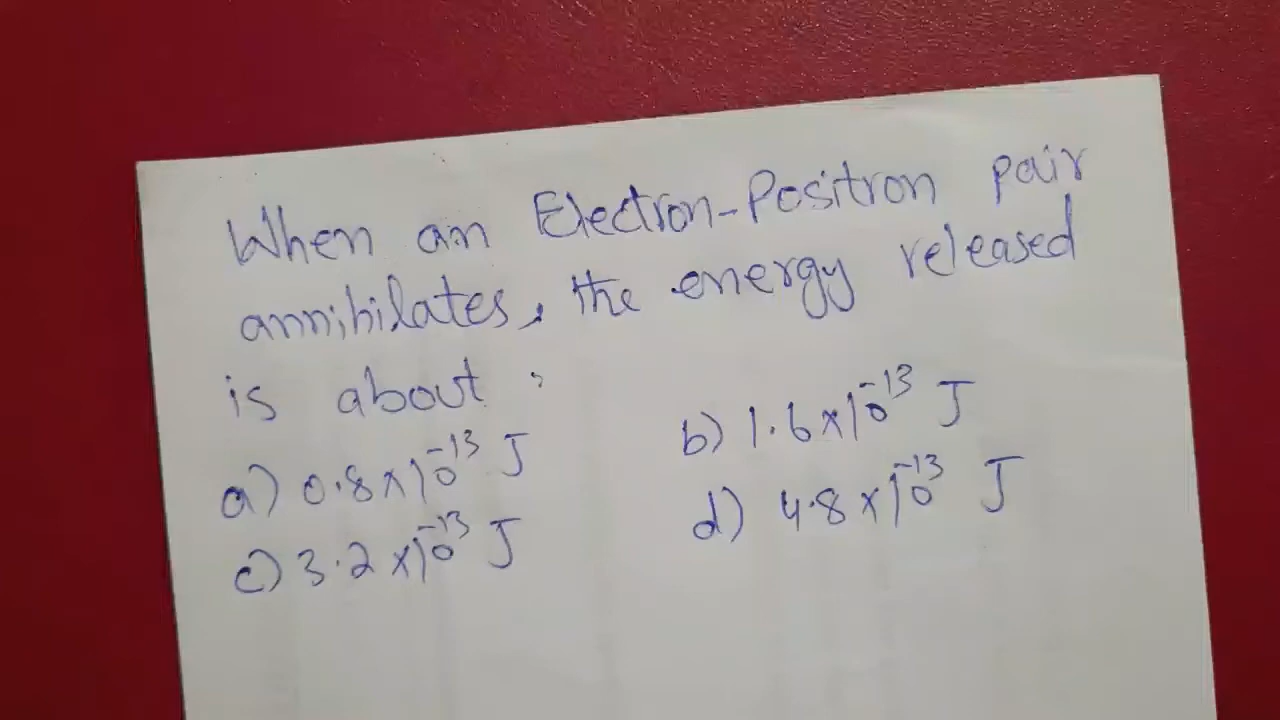 When an Electron-Positron pair
annihilates, the energy released
is about :
a) 0.8×10⁻¹³ J b) 1.6×10⁻¹³ J
c) 3.2×10⁻¹³ J d) 4.8×10⁻¹³ J